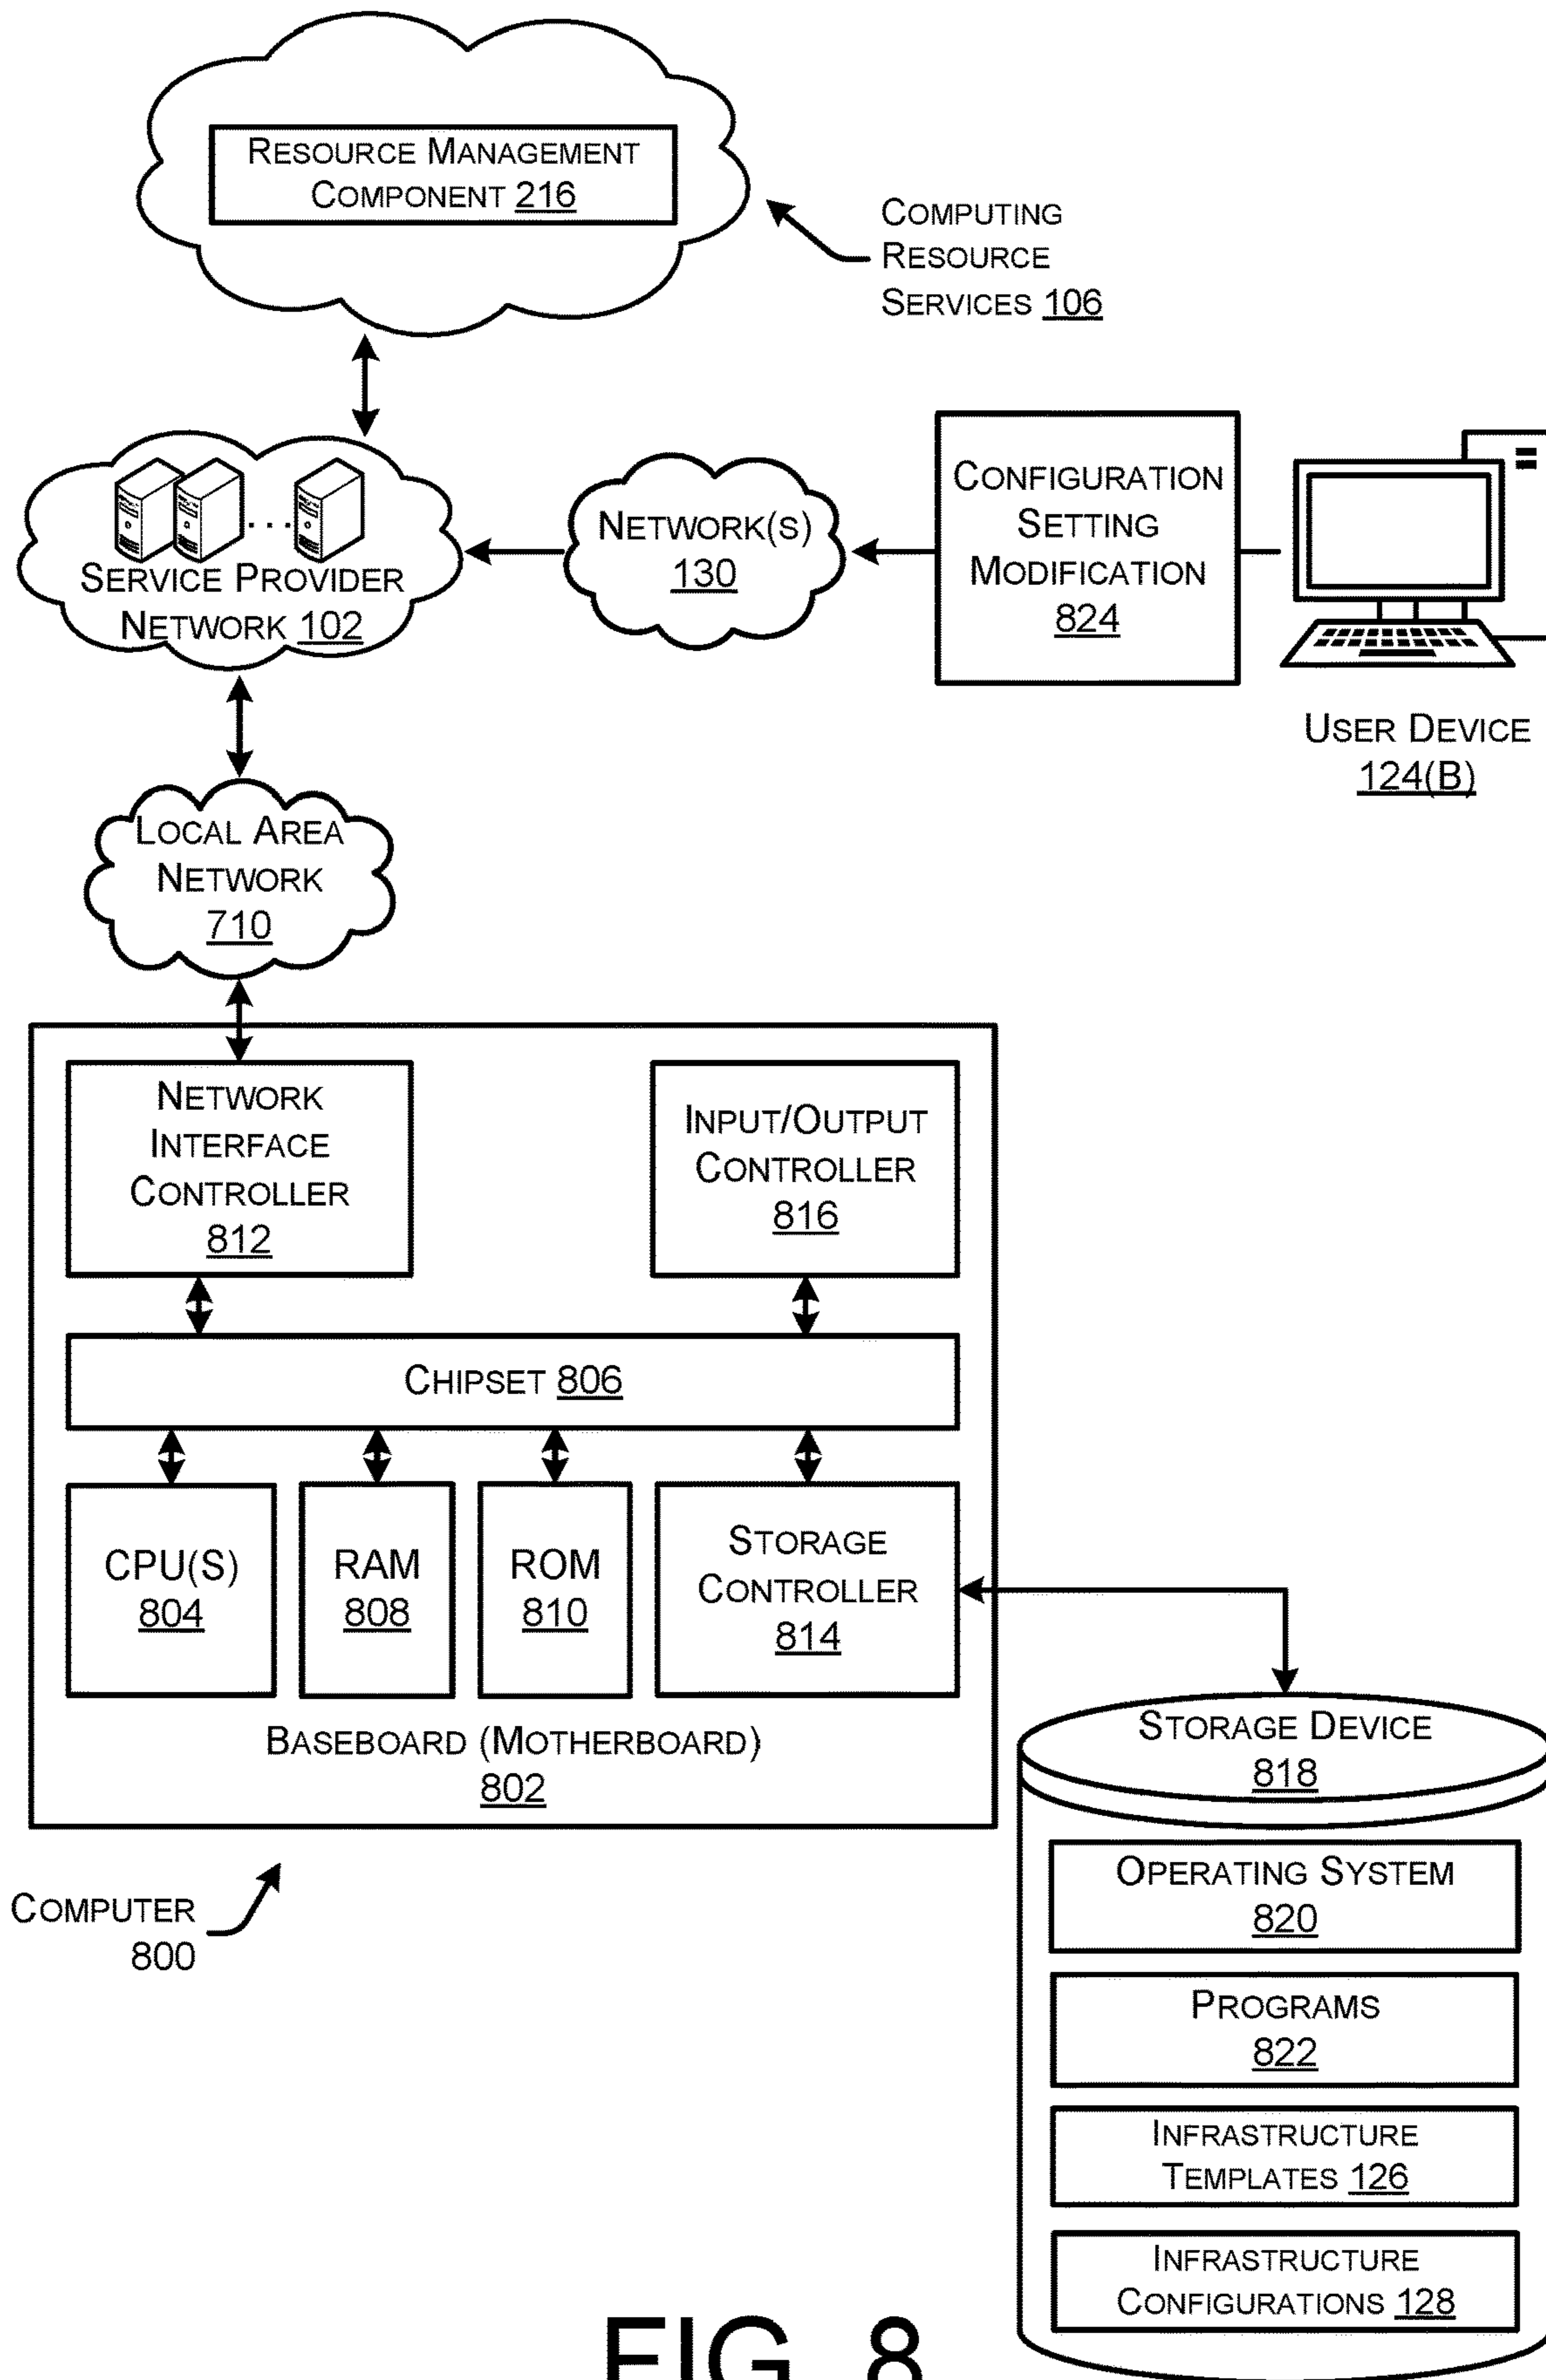 RESOURCE MANAGEMENT
COMPONENT 216
COMPUTING
RESOURCE
SERVICES 106
SERVICE PROVIDER
NETWORK 102
NETWORK(S)
130
CONFIGURATION
SETTING
MODIFICATION
824
USER DEVICE
124(B)
LOCAL AREA
NETWORK
710
NETWORK
INTERFACE
CONTROLLER
812
INPUT/OUTPUT
CONTROLLER
816
CHIPSET 806
CPU(S)
804
RAM
808
ROM
810
STORAGE
CONTROLLER
814
BASEBOARD (MOTHERBOARD)
802
COMPUTER
800
STORAGE DEVICE
818
OPERATING SYSTEM
820
PROGRAMS
822
INFRASTRUCTURE
TEMPLATES 126
INFRASTRUCTURE
CONFIGURATIONS 128
FIG. 8